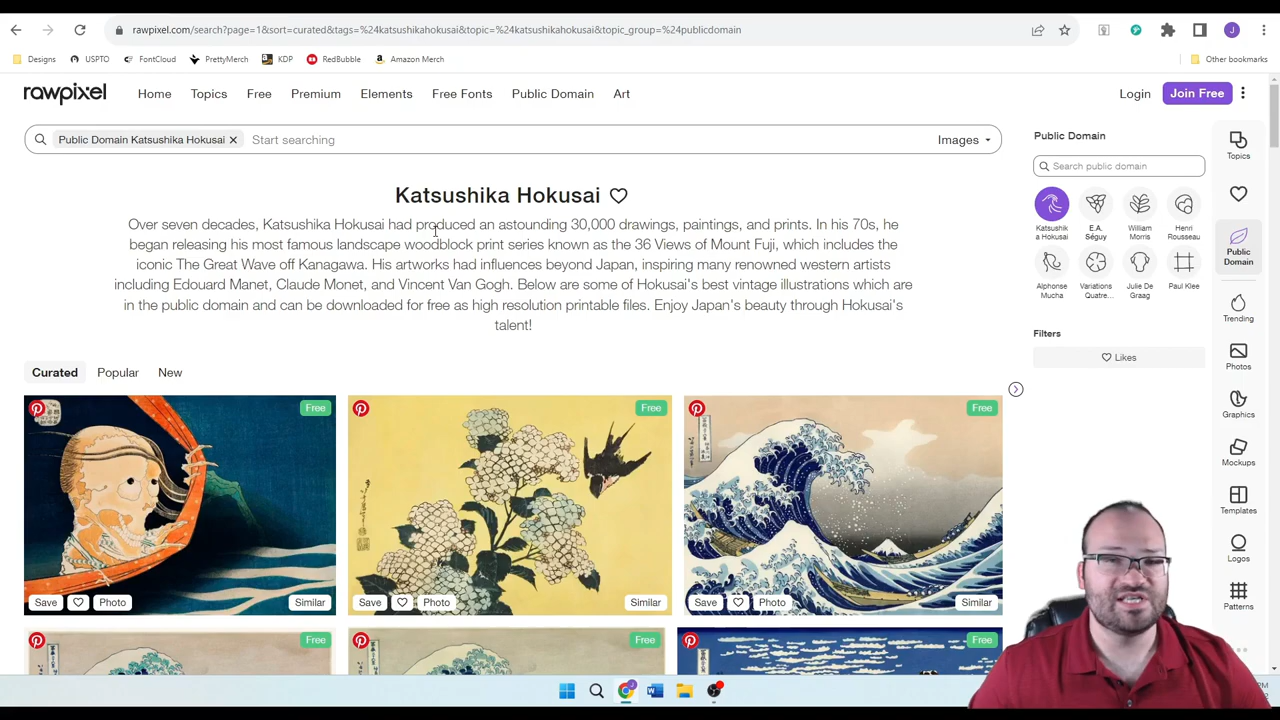 rawpixel.com/search?page=1&sort=curated&tags=%24katsushikahokusai&topic=%24katsushikahokusai&topic_group=%24publicdomain
J
Designs USPTO FontCloud PrettyMerch KDP RedBubble Amazon Merch Other bookmarks
rawpixel Home Topics Free Premium Elements Free Fonts Public Domain Art Login Join Free
Public Domain Katsushika Hokusai Start searching Images
Katsushika Hokusai
Over seven decades, Katsushika Hokusai had produced an astounding 30,000 drawings, paintings, and prints. In his 70s, he
began releasing his most famous landscape woodblock print series known as the 36 Views of Mount Fuji, which includes the
iconic The Great Wave off Kanagawa. His artworks had influence beyond Japan, inspiring many renowned western artists
including Edouard Manet, Claude Monet, and Vincent Van Gogh. Below are some of Hokusai's best vintage illustrations which are
in the public domain and can be downloaded for free as high resolution printable files. Enjoy Japan's beauty through Hokusai's
talent!
Curated Popular New
Free Free Free
Save Photo Similar Save Photo Similar Save Photo Similar
Free Free Free
Public Domain
Search public domain
Katsushik
a Hokusai
E.A.
Séguy
William
Morris
Henri
Rousseau
Alphonse
Mucha
Variations
Quatre...
Julie De
Graag
Paul Klee
Filters
Likes
Topics
Public
Domain
Trending
Photos
Graphics
Mockups
Templates
Logos
Patterns